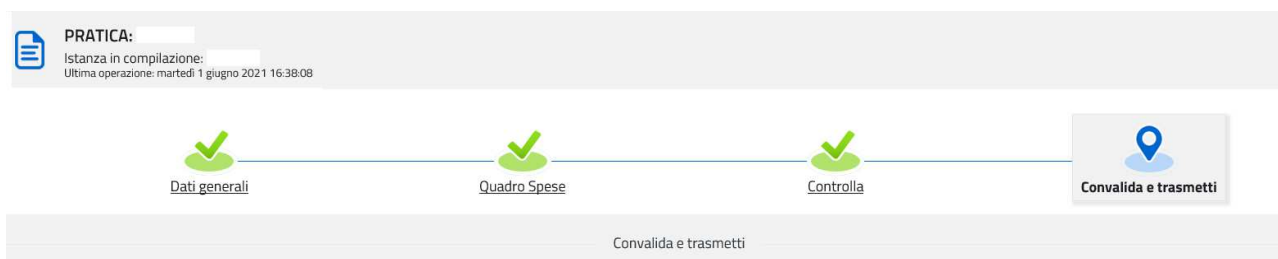 PRATICA:
Istanza in compilazione:
Ultima operazione: martedì 1 giugno 2021 16:38:08
Dati generali
Quadro Spese
Controlla
Convalida e trasmetti
Convalida e trasmetti